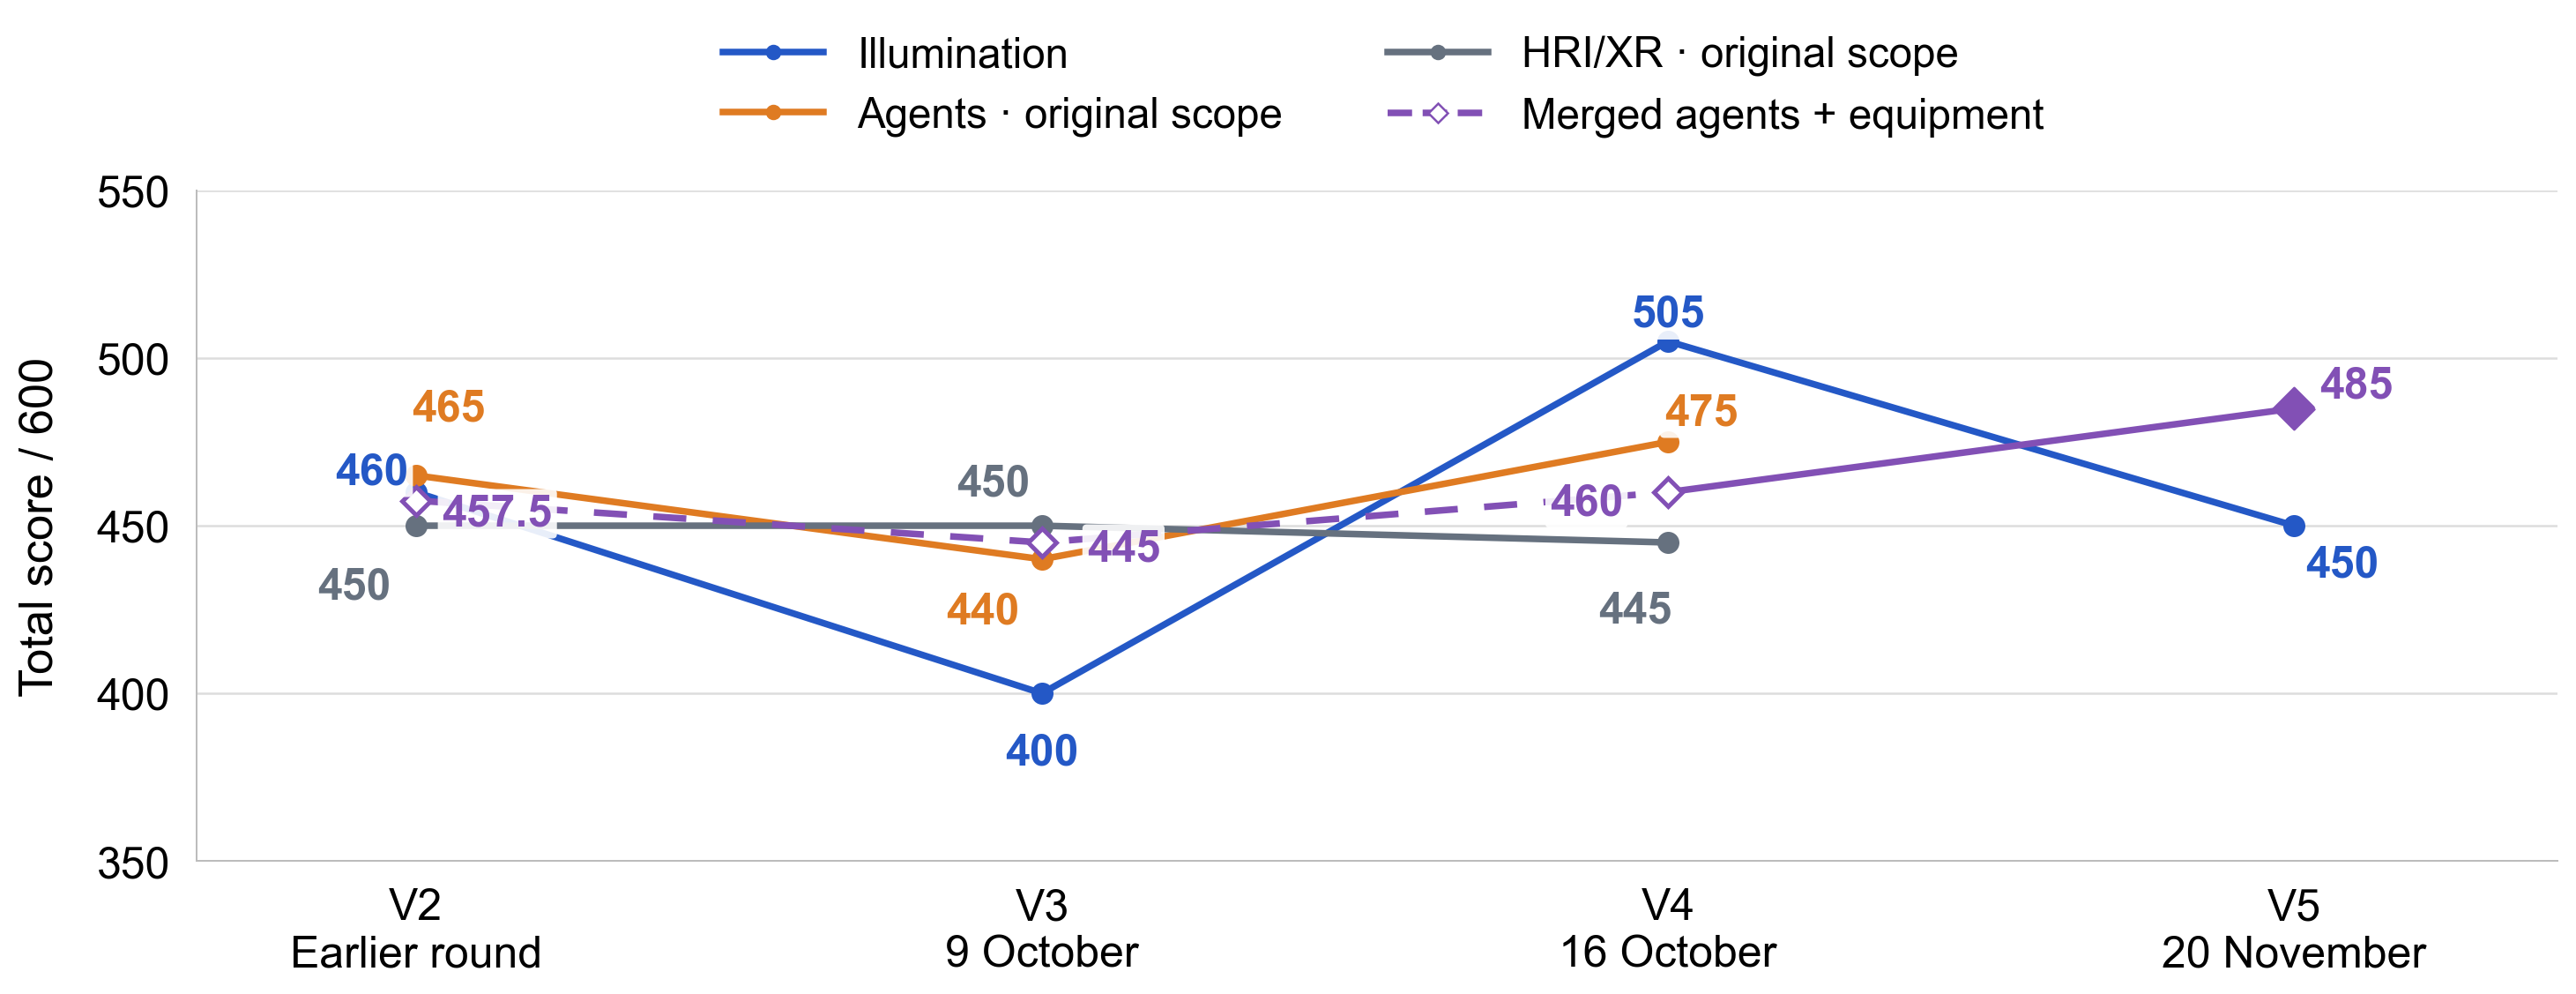 Illumination
HRI/XR · original scope
Agents · original scope
Merged agents + equipment
Total score / 600
550
500
450
400
350
505
485
465
475
460
457.5
450
445
460
450
450
440
445
400
V2
Earlier round
V3
9 October
V4
16 October
V5
20 November